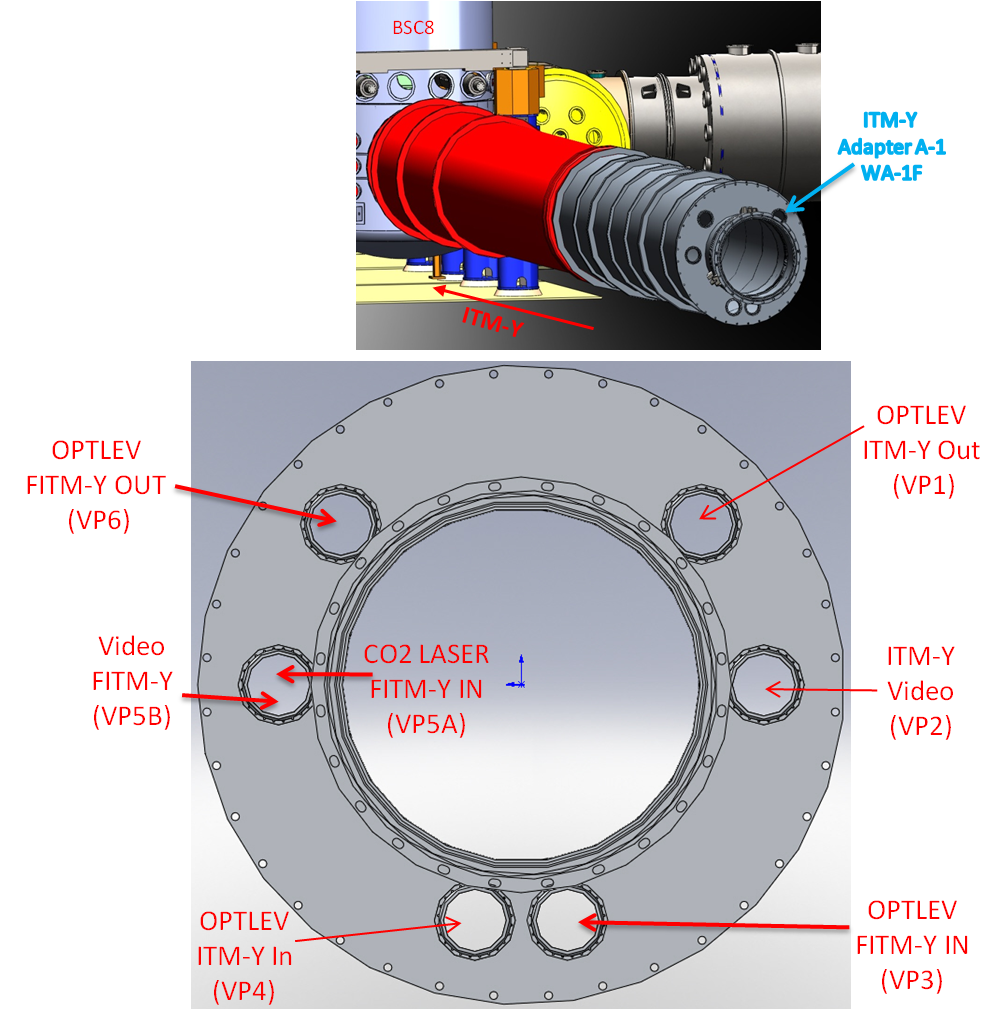 BSC8
ITM-Y
Adapter A-1
WA-1F
ITM-Y
OPTLEV
FITM-Y OUT
(VP6)
OPTLEV
ITM-Y Out
(VP1)
Video
FITM-Y
(VP5B)
CO2 LASER
FITM-Y IN
(VP5A)
ITM-Y
Video
(VP2)
OPTLEV
ITM-Y In
(VP4)
OPTLEV
FITM-Y IN
(VP3)